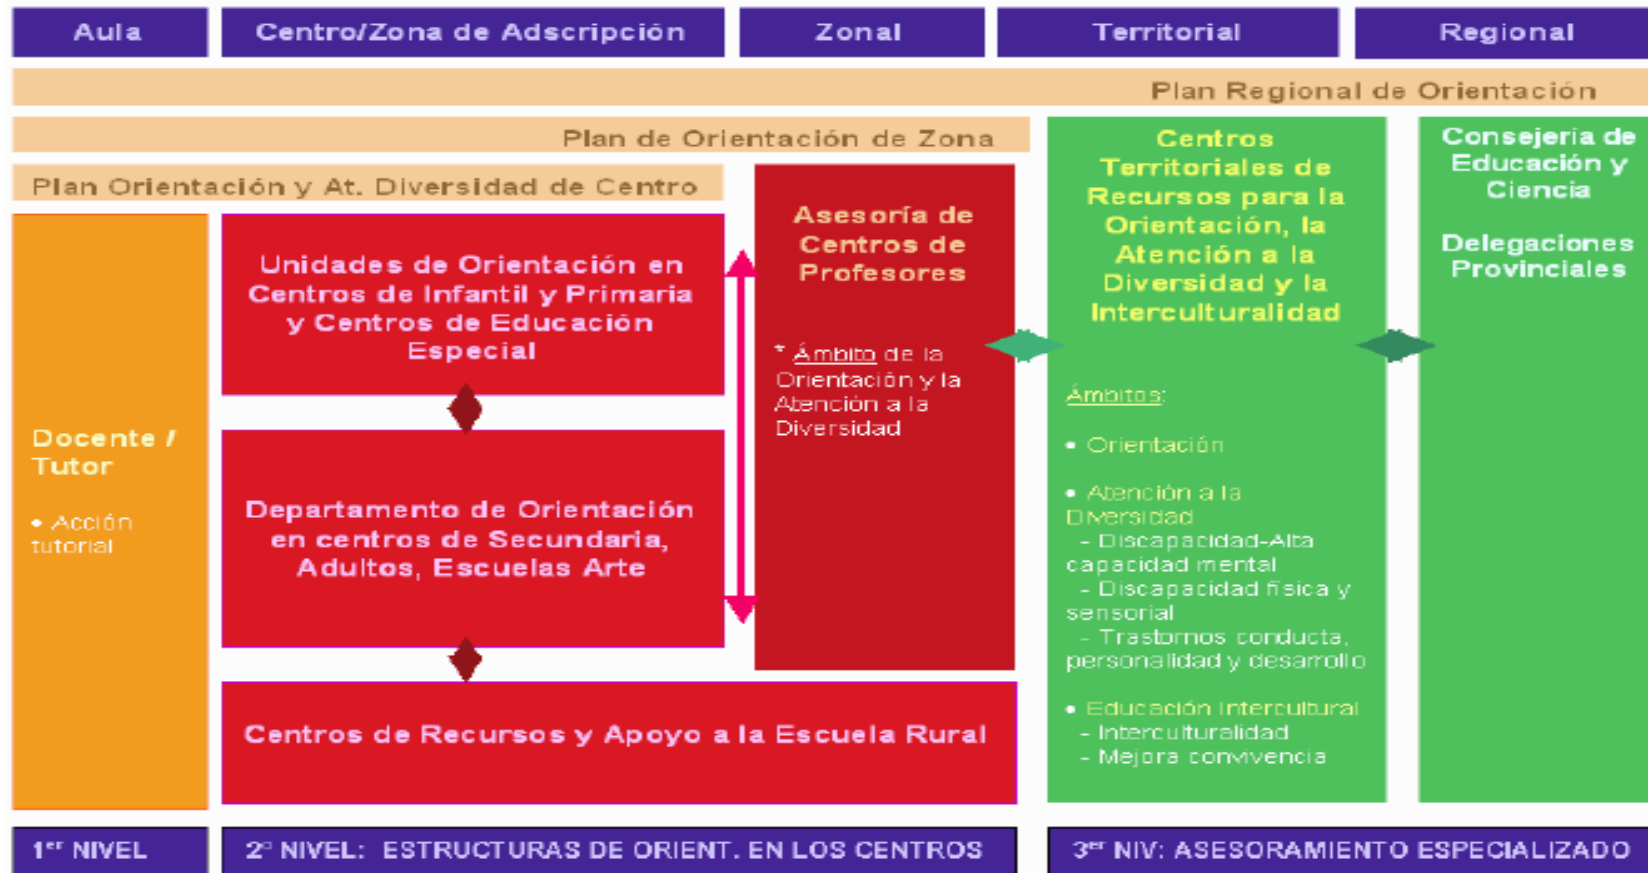 Aula
Centro/Zona de Adscripción
Zonal
Territorial
Regional
Plan Regional de Orientación
Plan de Orientación de Zona
Plan Orientación y At. Diversidad de Centro
Docente /
Tutor
• Acción
tutorial
Unidades de Orientación en
Centros de Infantil y Primaria
y Centros de Educación
Especial
Departamento de Orientación
en centros de Secundaria,
Adultos, Escuelas Arte
Centros de Recursos y Apoyo a la Escuela Rural
Asesoría de
Centros de
Profesores
* Ámbito de la
Orientación y la
Atención a la
Diversidad
Centros
Territoriales de
Recursos para la
Orientación, la
Atención a la
Diversidad y la
Interculturalidad
Ámbitos:
• Orientación
• Atención a la
Diversidad
- Discapacidad-Alta
capacidad mental
- Discapacidad física y
sensorial
- Trastornos conducta,
personalidad y desarrollo
• Educación Intercultural
- Interculturalidad
- Mejora convivencia
Consejería de
Educación y
Ciencia
Delegaciones
Provinciales
1er NIVEL
2º NIVEL: ESTRUCTURAS DE ORIENT. EN LOS CENTROS
3er NIV: ASESORAMIENTO ESPECIALIZADO